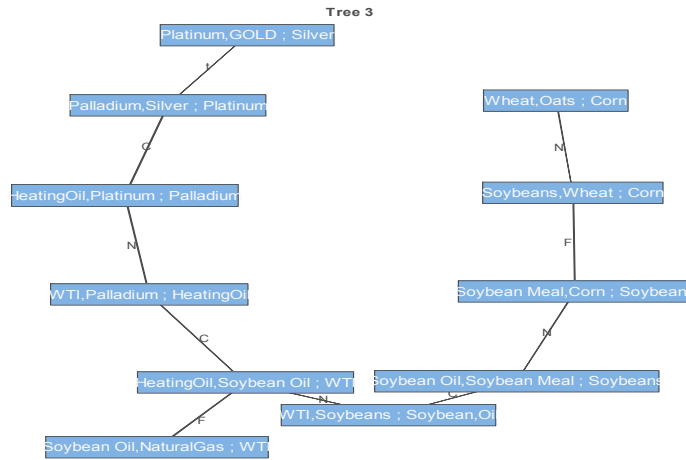 Tree 3
Platinum,GOLD ; Silver
t
Palladium,Silver ; Platinum
Wheat,Oats ; Corn
C
N
HeatingOil,Platinum ; Palladium
Soybeans,Wheat ; Corn
N
F
WTI,Palladium ; HeatingOil
Soybean Meal,Corn ; Soybean
C
N
HeatingOil,Soybean Oil ; WTI
Soybean Oil,Soybean Meal ; Soybeans
N
WTI,Soybeans ; Soybean,Oil
F
Soybean Oil,NaturalGas ; WTI